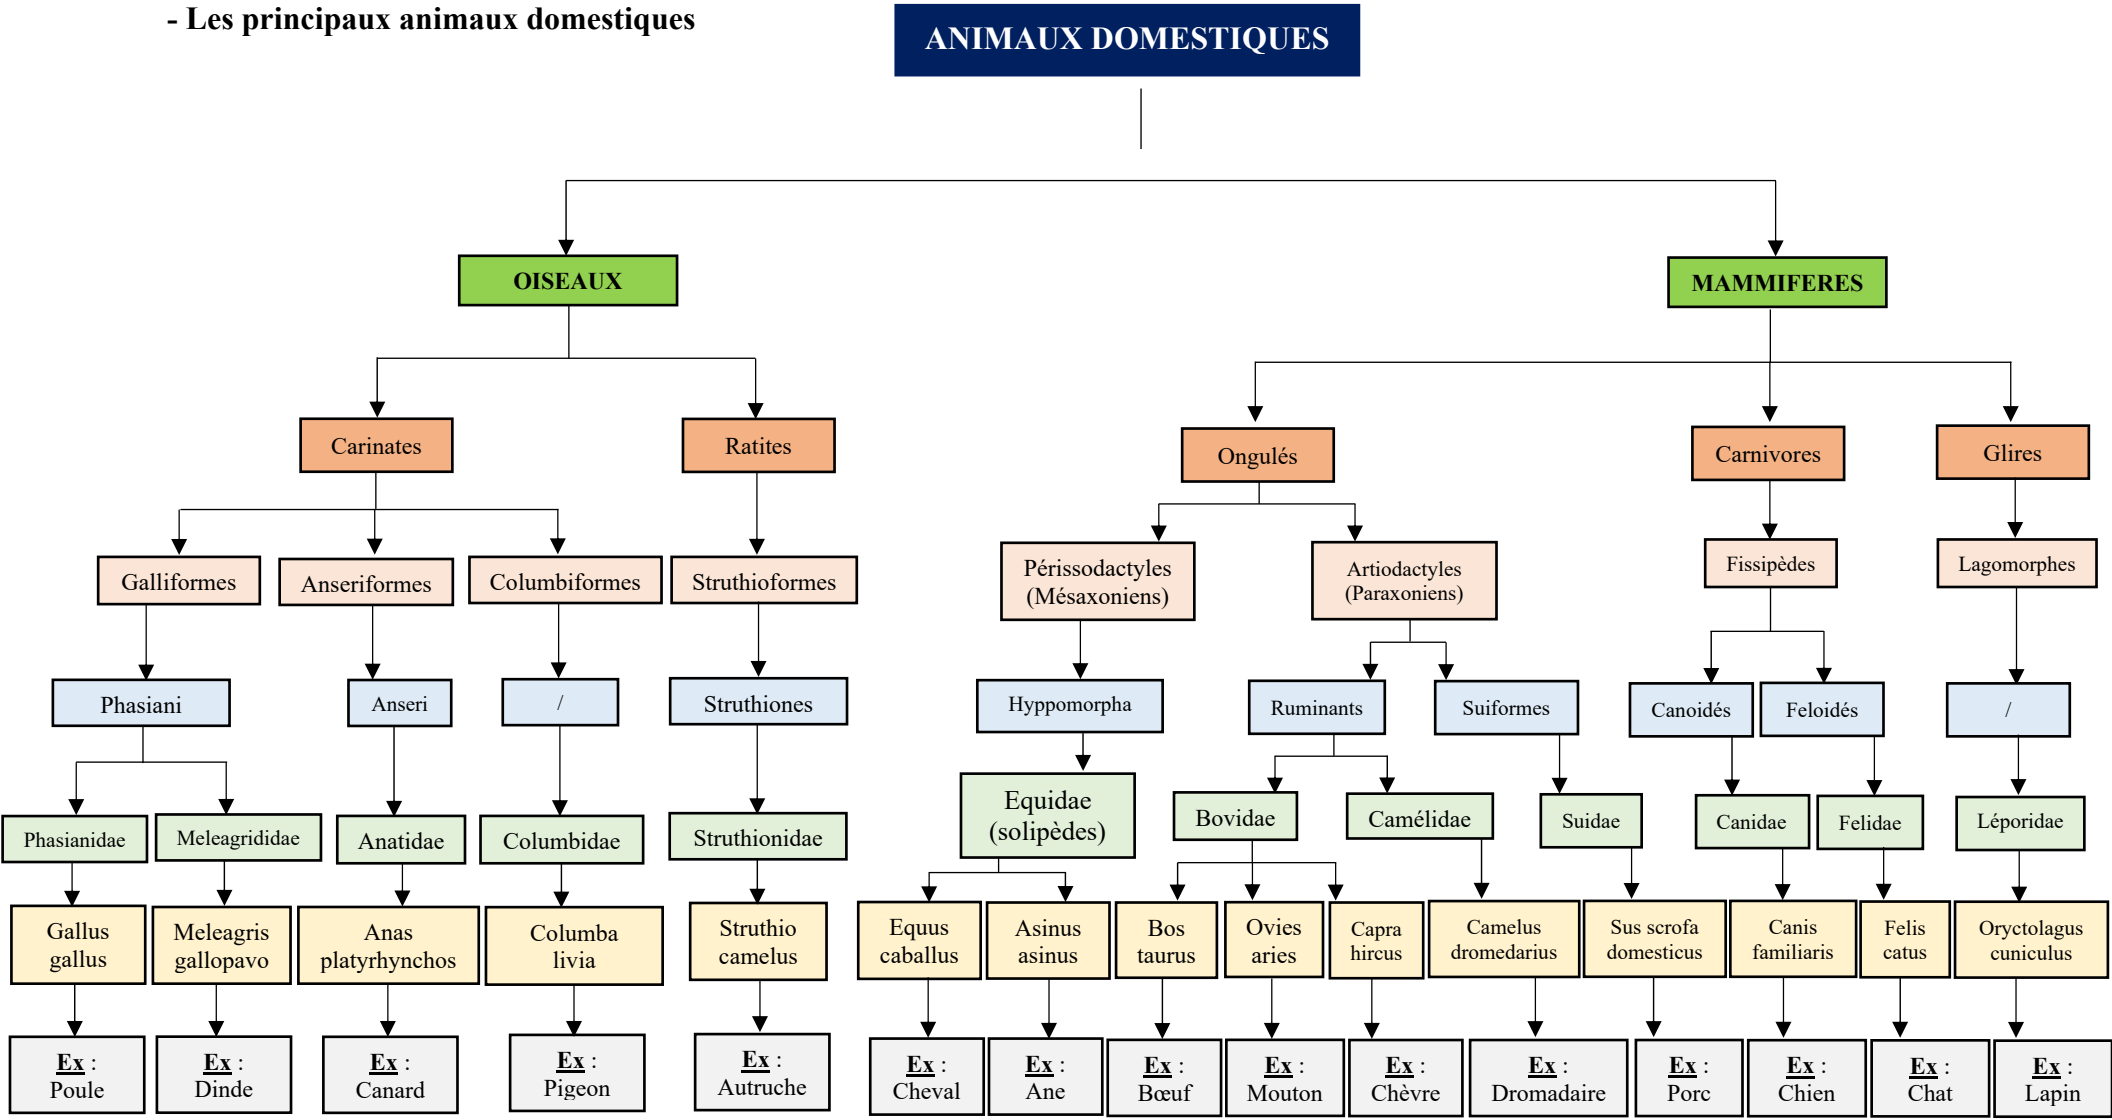 - Les principaux animaux domestiques
ANIMAUX DOMESTIQUES
OISEAUX
MAMMIFERES
Carinates
Ratites
Ongulés
Carnivores
Glires
Galliformes
Anseriformes
Columbiformes
Struthioformes
Périssodactyles
(Mésaxoniens)
Artiodactyles
(Paraxoniens)
Fissipèdes
Lagomorphes
Phasiani
Anseri
/
Struthiones
Hyppomorpha
Ruminants
Suiformes
Canoidés
Feloidés
/
Phasianidae
Meleagrididae
Anatidae
Columbidae
Struthionidae
Equidae
(solipèdes)
Bovidae
Camélidae
Suidae
Canidae
Felidae
Léporidae
Gallus
gallus
Meleagris
gallopavo
Anas
platyrhynchos
Columba
livia
Struthio
camelus
Equus
caballus
Asinus
asinus
Bos
taurus
Ovies
aries
Capra
hircus
Camelus
dromedarius
Sus scrofa
domesticus
Canis
familiaris
Felis
catus
Oryctolagus
cuniculus
Ex :
Poule
Ex :
Dinde
Ex :
Canard
Ex :
Pigeon
Ex :
Autruche
Ex :
Cheval
Ex :
Ane
Ex :
Bœuf
Ex :
Mouton
Ex :
Chèvre
Ex :
Dromadaire
Ex :
Porc
Ex :
Chien
Ex :
Chat
Ex :
Lapin